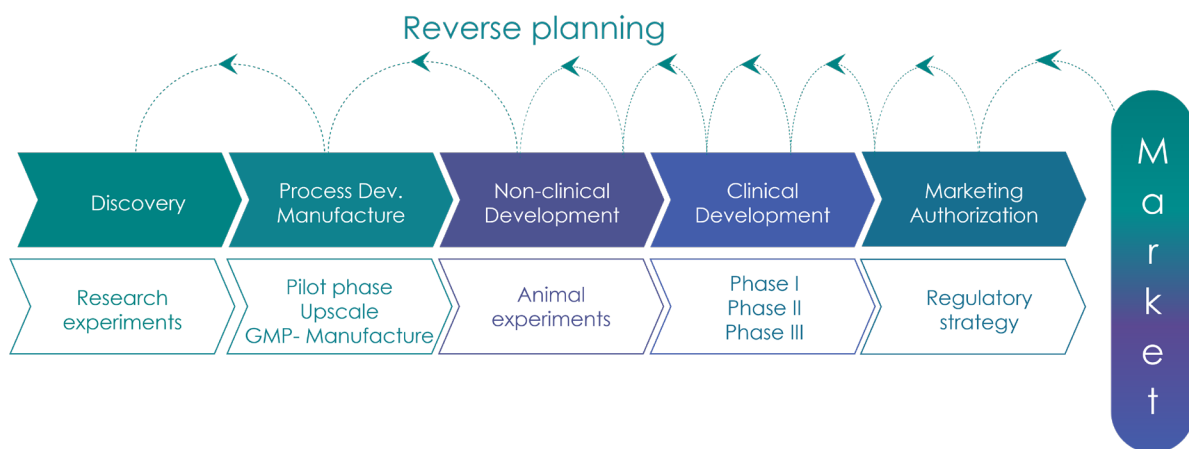 Reverse planning
Discovery
Process Dev.
Manufacture
Non-clinical
Development
Clinical
Development
Marketing
Authorization
Research
experiments
Pilot phase
Upscale
GMP- Manufacture
Animal
experiments
Phase I
Phase II
Phase III
Regulatory
strategy
Market